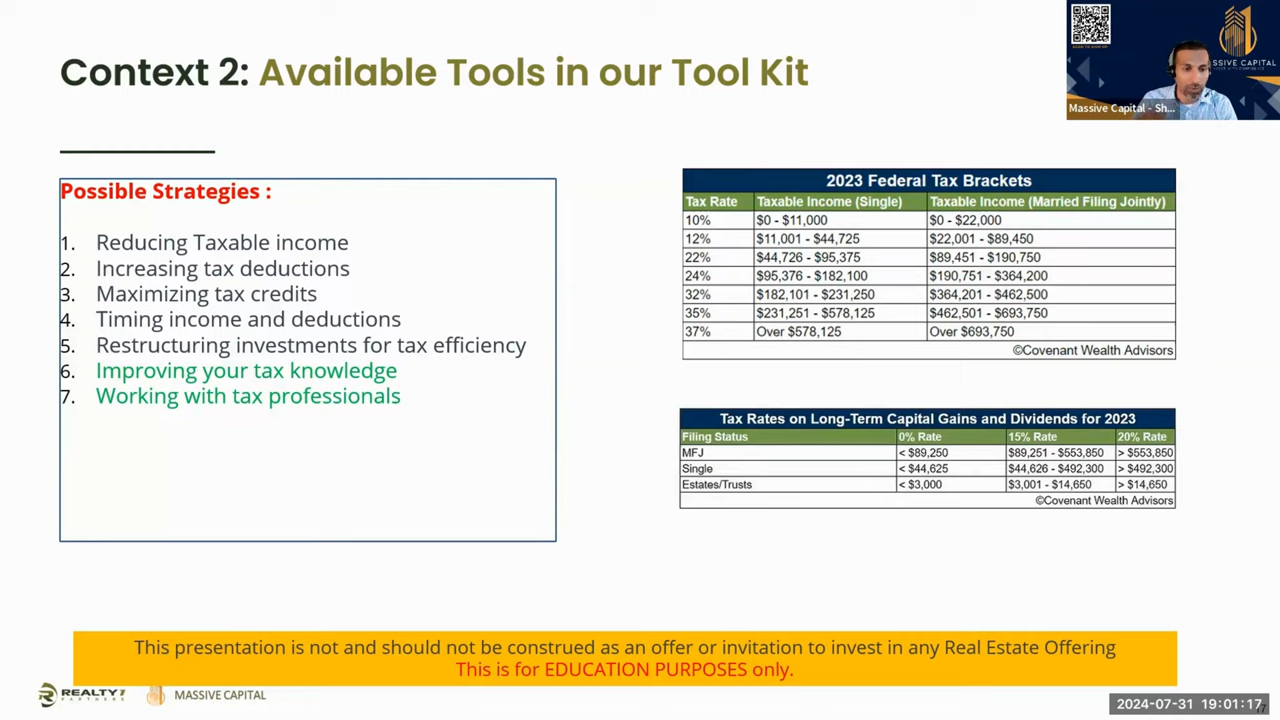 Context 2: Available Tools in our Tool Kit
SSIVE CAPITAL
Massive Capital - Sh...
Possible Strategies :
1. Reducing Taxable income
2. Increasing tax deductions
3. Maximizing tax credits
4. Timing income and deductions
5. Restructuring investments for tax efficiency
6. Improving your tax knowledge
7. Working with tax professionals
2023 Federal Tax Brackets
Tax Rate Taxable Income (Single) Taxable Income (Married Filing Jointly)
10% $0 - $11,000 $0 - $22,000
12% $11,001 - $44,725 $22,001 - $89,450
22% $44,726 - $95,375 $89,451 - $190,750
24% $95,376 - $182,100 $190,751 - $364,200
32% $182,101 - $231,250 $364,201 - $462,500
35% $231,251 - $578,125 $462,501 - $693,750
37% Over $578,125 Over $693,750
©Covenant Wealth Advisors
Tax Rates on Long-Term Capital Gains and Dividends for 2023
Filing Status 0% Rate 15% Rate 20% Rate
MFJ < $89,250 $89,251 - $553,850 > $553,850
Single < $44,625 $44,626 - $492,300 > $492,300
Estates/Trusts < $3,000 $3,001 - $14,650 > $14,650
©Covenant Wealth Advisors
This presentation is not and should not be construed as an offer or invitation to invest in any Real Estate Offering
This is for EDUCATION PURPOSES only.
REALTY1
PARTNERS
MASSIVE CAPITAL
2024-07-31 19:01:17